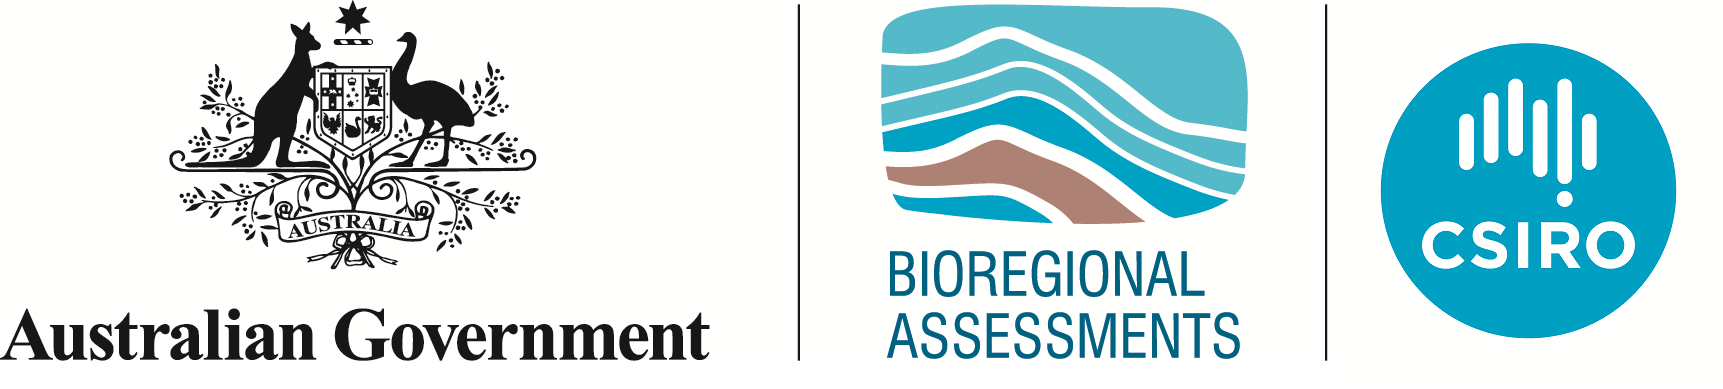 AUSTRALIA
Australian Government
BIOREGIONAL
ASSESSMENTS
CSIRO